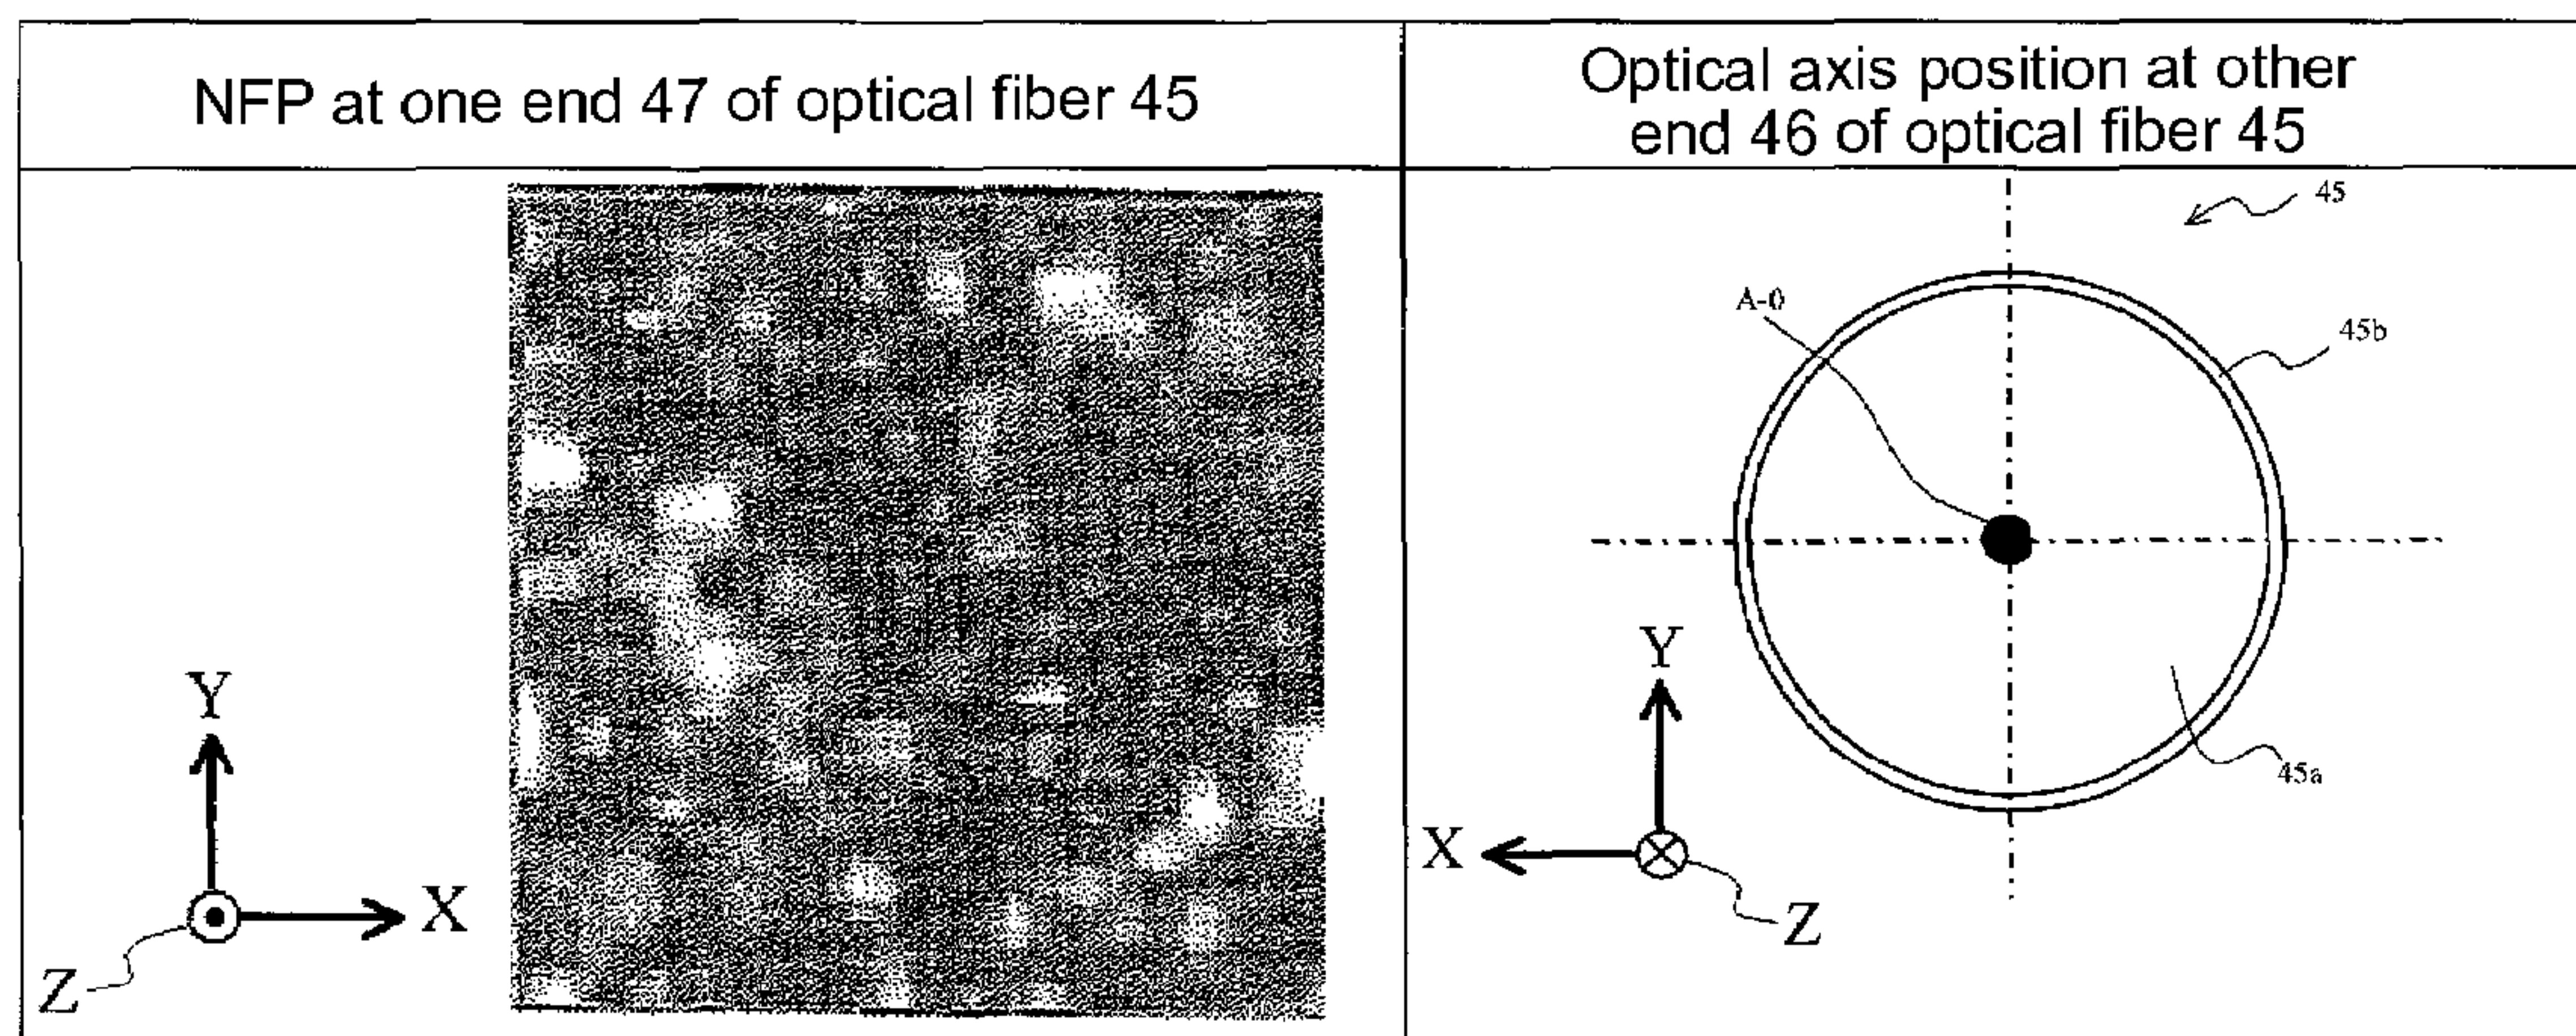 NFP at one end 47 of optical fiber 45
Optical axis position at other
end 46 of optical fiber 45
Y
X
Z
45
A-0
45b
45a
Y
X
Z